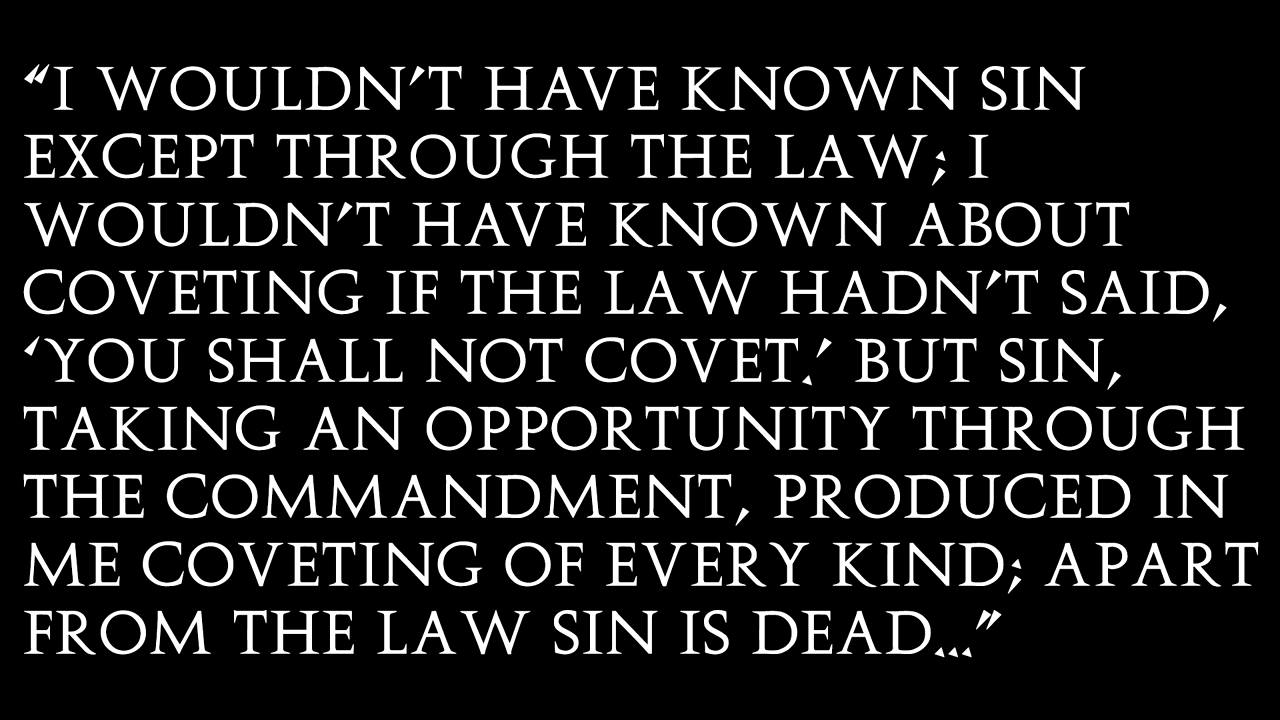 “I WOULDN’T HAVE KNOWN SIN
EXCEPT THROUGH THE LAW; I
WOULDN’T HAVE KNOWN ABOUT
COVETING IF THE LAW HADN’T SAID,
‘YOU SHALL NOT COVET.’ BUT SIN,
TAKING AN OPPORTUNITY THROUGH
THE COMMANDMENT, PRODUCED IN
ME COVETING OF EVERY KIND; APART
FROM THE LAW SIN IS DEAD...”